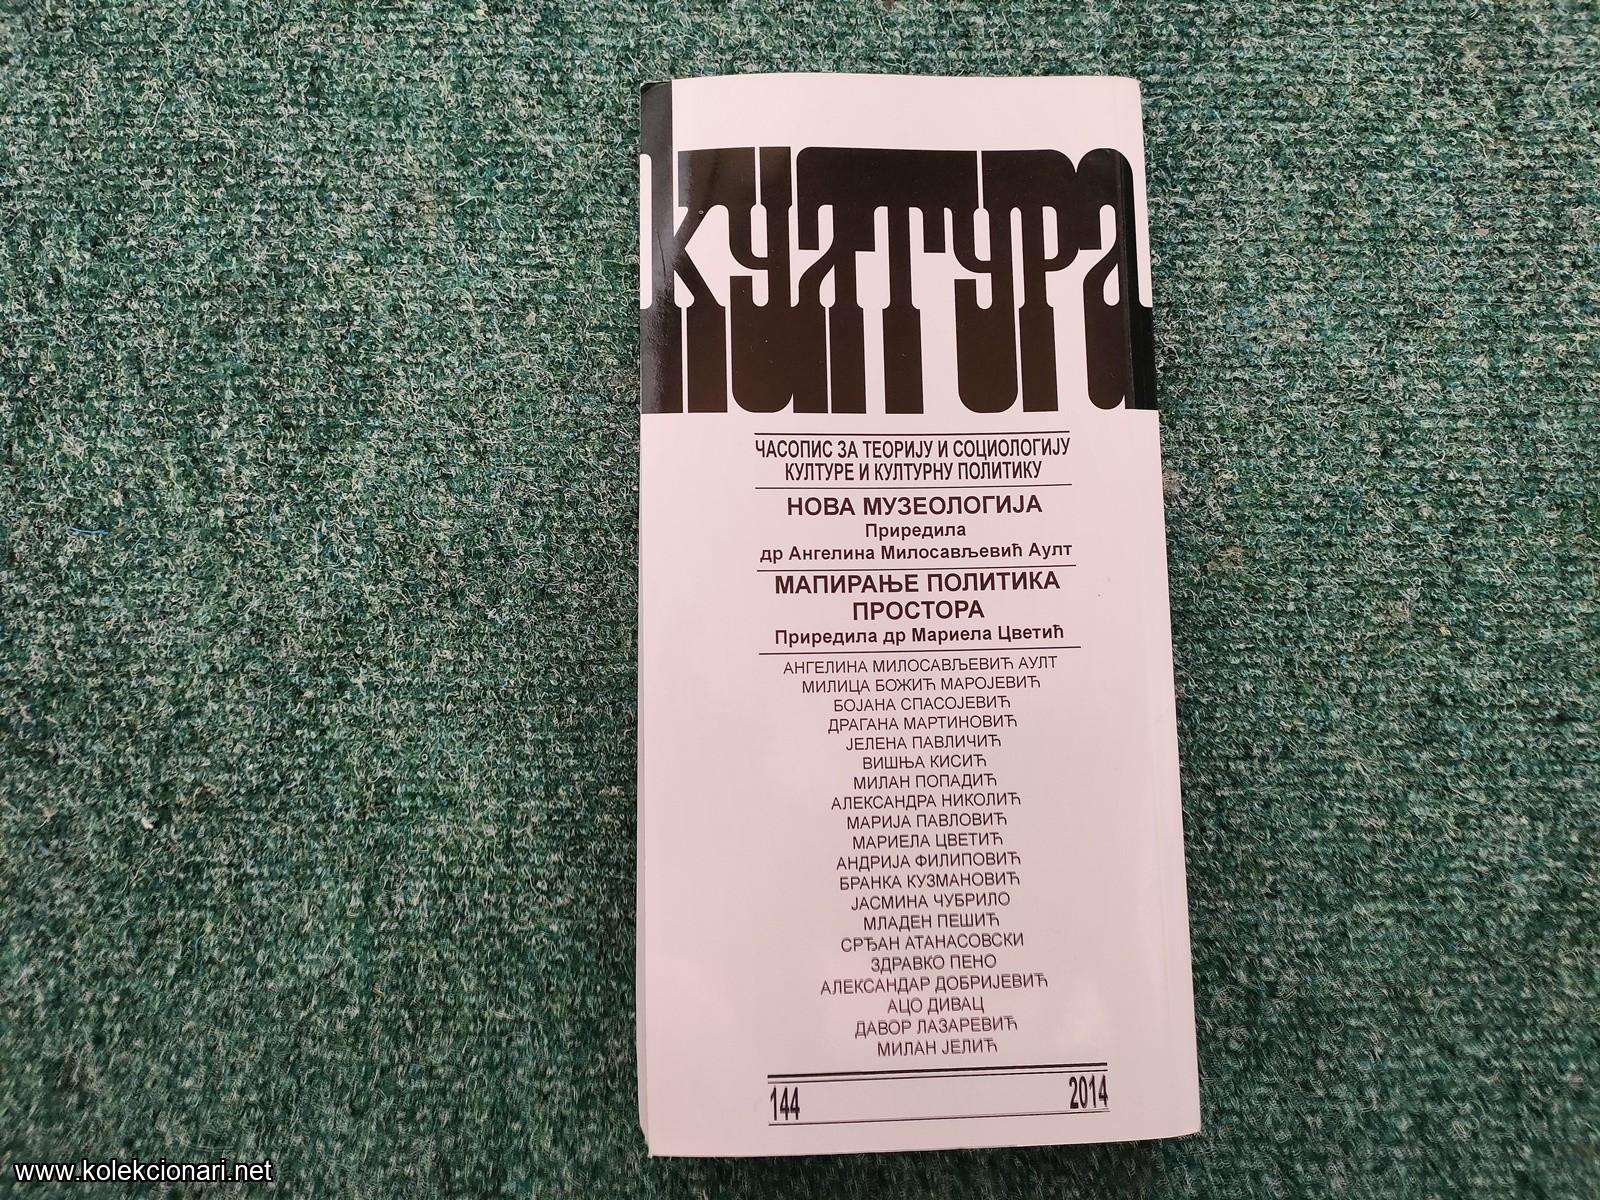 култура
ЧАСОПИС ЗА ТЕОРИЈУ И СОЦИОЛОГИЈУ
КУЛТУРЕ И КУЛТУРНУ ПОЛИТИКУ
НОВА МУЗЕОЛОГИЈА
Приредила
др Ангелина Милосављевић Аулт
МАПИРАЊЕ ПОЛИТИКА
ПРОСТОРА
Приредила др Мариела Цветић
АНГЕЛИНА МИЛОСАВЉЕВИЋ АУЛТ
МИЛИЦА БОЖИЋ МАРОЈЕВИЋ
БОЈАНА СПАСОЈЕВИЋ
ДРАГАНА МАРТИНОВИЋ
ЈЕЛЕНА ПАВЛИЧИЋ
ВИШЊА КИСИЋ
МИЛАН ПОПАДИЋ
АЛЕКСАНДРА НИКОЛИЋ
МАРИЈА ПАВЛОВИЋ
МАРИЕЛА ЦВЕТИЋ
АНДРИЈА ФИЛИПОВИЋ
БРАНКА КУЗМАНОВИЋ
ЈАСМИНА ЧУБРИЛО
МЛАДЕН ПЕШИЋ
СРЂАН АТАНАСОВСКИ
ЗДРАВКО ПЕНО
АЛЕКСАНДАР ДОБРИЈЕВИЋ
АЦО ДИВАЦ
ДАВОР ЛАЗАРЕВИЋ
МИЛАН ЈЕЛИЋ
144 2014
www.kolekcionari.net